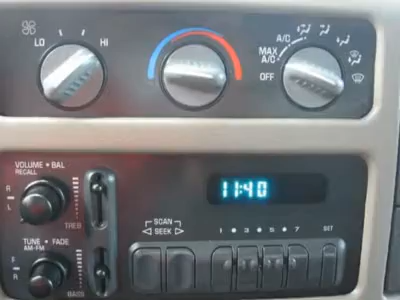 LO HI
A/C
MAX
A/C
OFF
VOLUME • BAL
RECALL
11:40
R
L
TREB
SCAN
SEEK
1 • 3 • 5 • 7 SET
TUNE • FADE
AM-FM
F
R
BASS